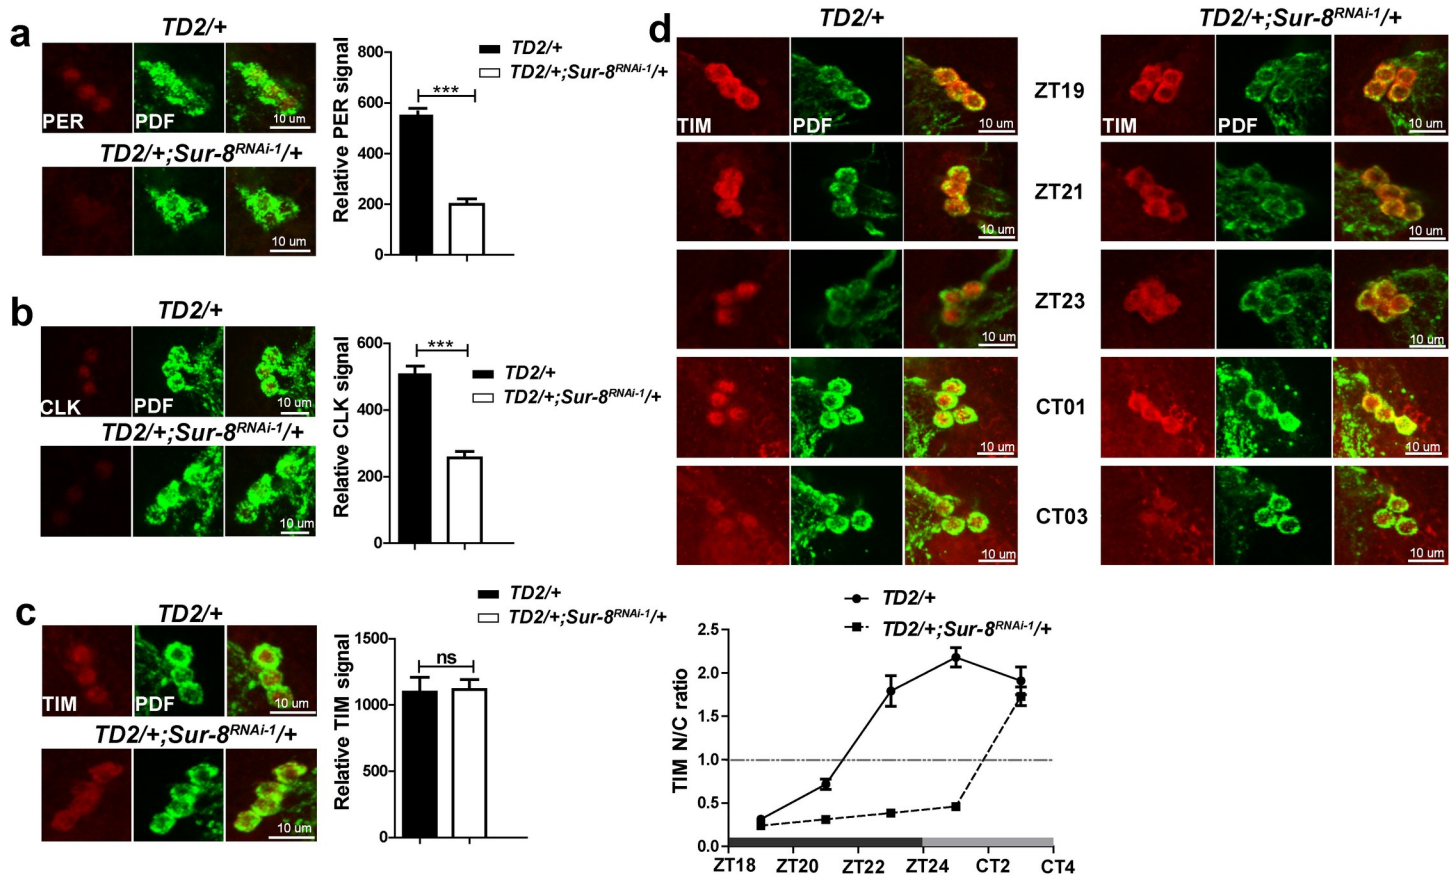 a
TD2/+
PER
PDF
10 um
TD2/+;Sur-8RNAi-1/+
10 um
Relative PER signal
800
600
400
200
0
***
TD2/+
TD2/+;Sur-8RNAi-1/+
b
TD2/+
CLK
PDF
10 um
TD2/+;Sur-8RNAi-1/+
10 um
Relative CLK signal
600
400
200
0
***
TD2/+
TD2/+;Sur-8RNAi-1/+
c
TD2/+
TIM
PDF
10 um
TD2/+;Sur-8RNAi-1/+
10 um
Relative TIM signal
1500
1000
500
0
ns
TD2/+
TD2/+;Sur-8RNAi-1/+
d
TD2/+
TD2/+;Sur-8RNAi-1/+
TIM
PDF
10 um
ZT19
TIM
PDF
10 um
10 um
ZT21
10 um
10 um
ZT23
10 um
10 um
CT01
10 um
10 um
CT03
10 um
TD2/+
TD2/+;Sur-8RNAi-1/+
TIM N/C ratio
2.5
2.0
1.5
1.0
0.5
0.0
ZT18 ZT20 ZT22 ZT24 CT2 CT4